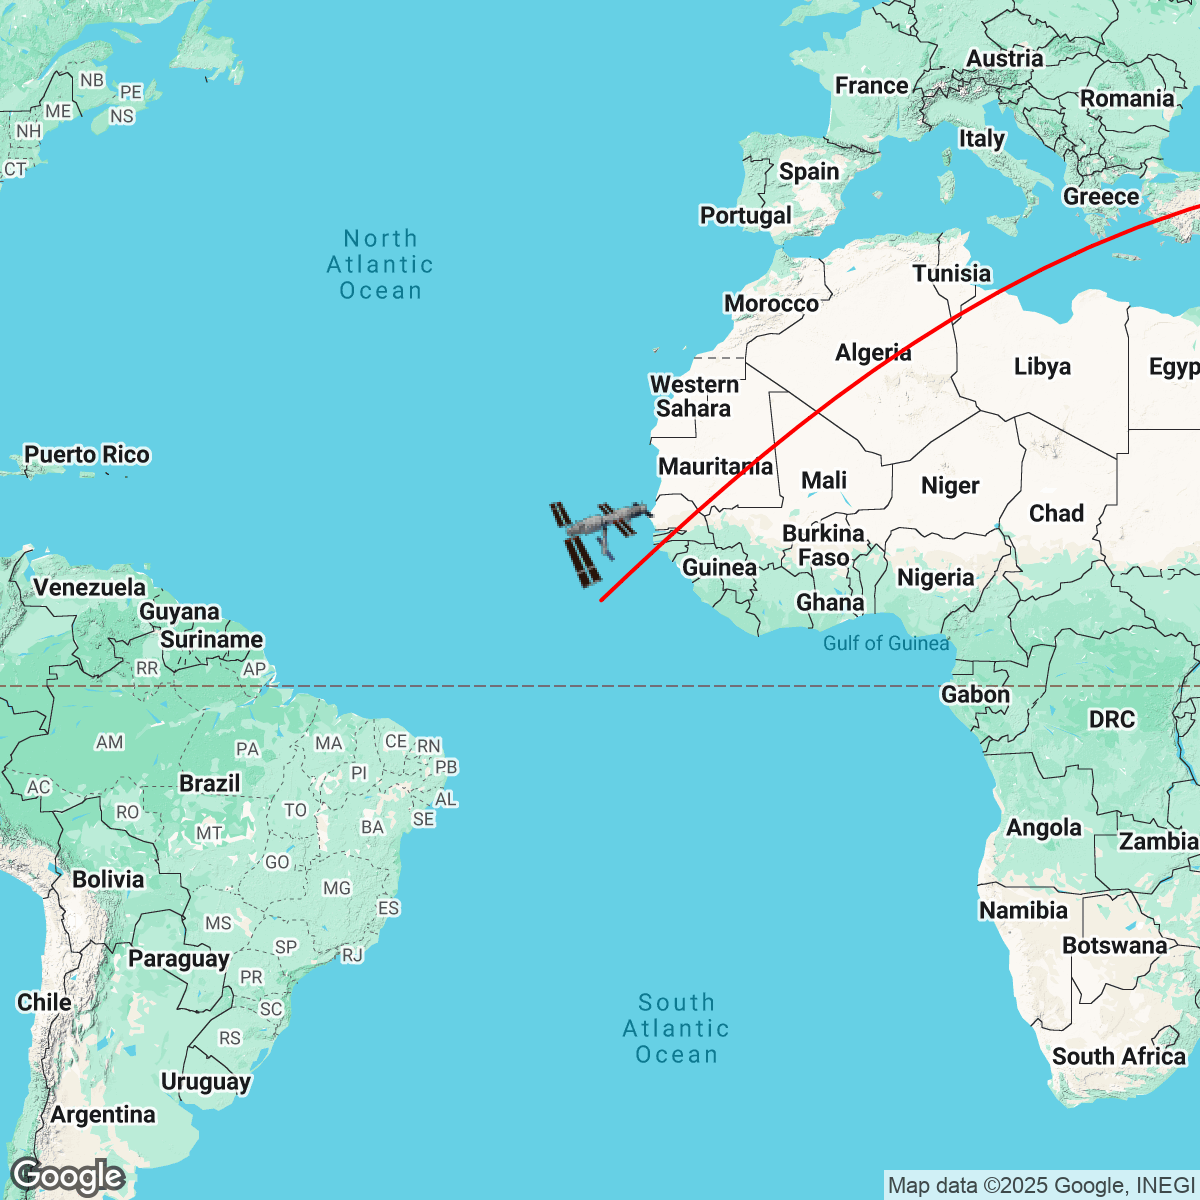 Austria
France
Romania
NB
PE
ME
NS
NH
Italy
CT
Spain
Greece
Portugal
North
Atlantic
Ocean
Tunisia
Morocco
Algeria
Libya
Egyp
Western
Sahara
Puerto Rico
Mauritania
Mali
Niger
Chad
Burkina
Faso
Guinea
Nigeria
Venezuela
Guyana
Ghana
Suriname
Gulf of Guinea
RR
AP
Gabon
DRC
AM
PA
MA
CE
RN
PB
PI
AC
Brazil
AL
RO
TO
SE
MT
BA
Angola
Zambia
GO
Bolivia
MG
ES
Namibia
MS
SP
Botswana
Paraguay
RJ
PR
Chile
SC
South
Atlantic
Ocean
RS
South Africa
Uruguay
Argentina
Google
Map data ©2025 Google, INEGI